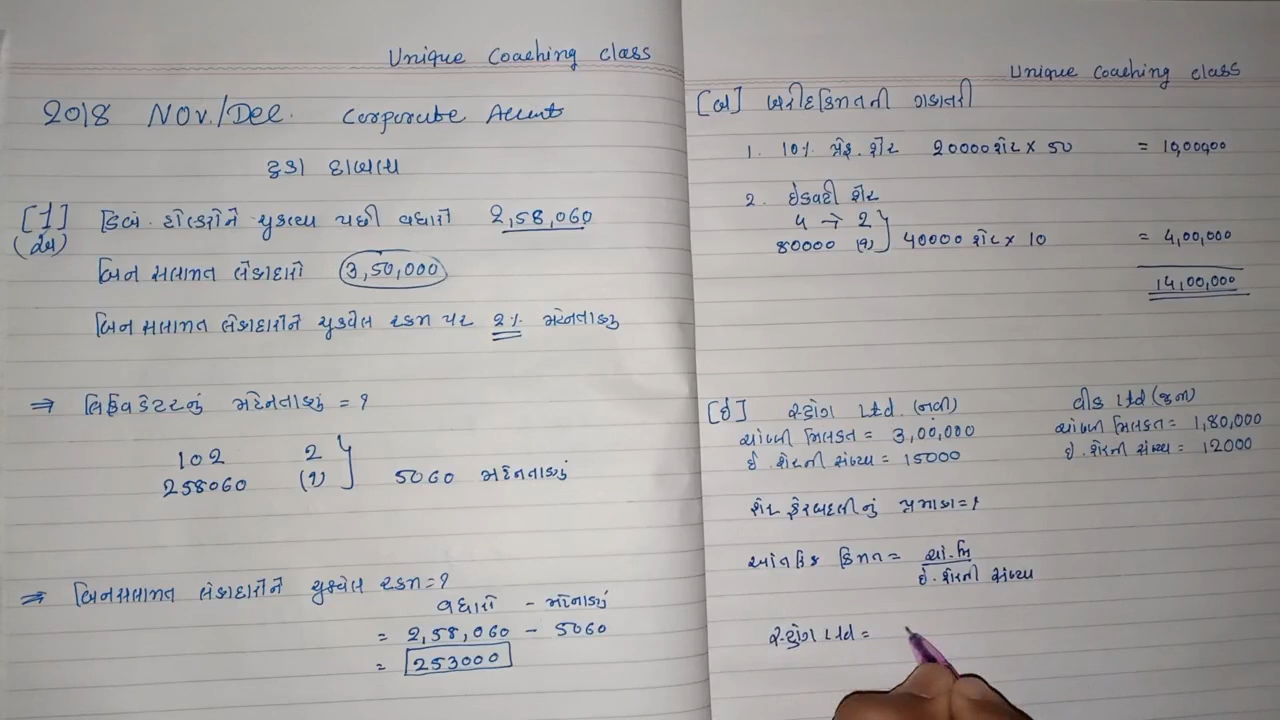 Unique Coaching Class
2018 Nov./Dec. Corporate Accent
ટુંકા દાખલા
[1] ડિબે. હોલ્ડરોને ચુકવ્યા પછી વધારો 2,58,060
(અ)
બિન સલામત લેણદારો 3,50,000
બિન સલામત લેણદારોને ચુકવેલ રકમ પર 2% મહેનતાણું
⇒ લિક્વિડેટરનું મહેનતાણું = ?
102 2
258060 (?) } 5060 મહેનતાણું
⇒ બિનસલામત લેણદારોને ચુકવેલ રકમ = ?
વધારો - મહેનતાણું
= 2,58,060 - 5060
= 253000
Unique Coaching Class
[બ] ખરીદકિંમતની ગણતરી
1. 10% પ્રેફ. શેર 20000 શેર × 50 = 10,00,000
2. ઇક્વિટી શેર
4 → 2
80000 (?) } 40000 શેર × 10 = 4,00,000
14,00,000
[ઈ] સ્ટ્રોંગ Ltd. (નવી) વીક Ltd (જુની)
ચોખ્ખી મિલકત = 3,00,000 ચોખ્ખી મિલકત = 1,80,000
ઈ. શેરની સંખ્યા = 15000 ઈ. શેરની સંખ્યા = 12000
શેર ફેરબદલીનું પ્રમાણ = ?
આંતરિક કિંમત = ચો. મિ
ઈ. શેરની સંખ્યા
સ્ટ્રોંગ Ltd =